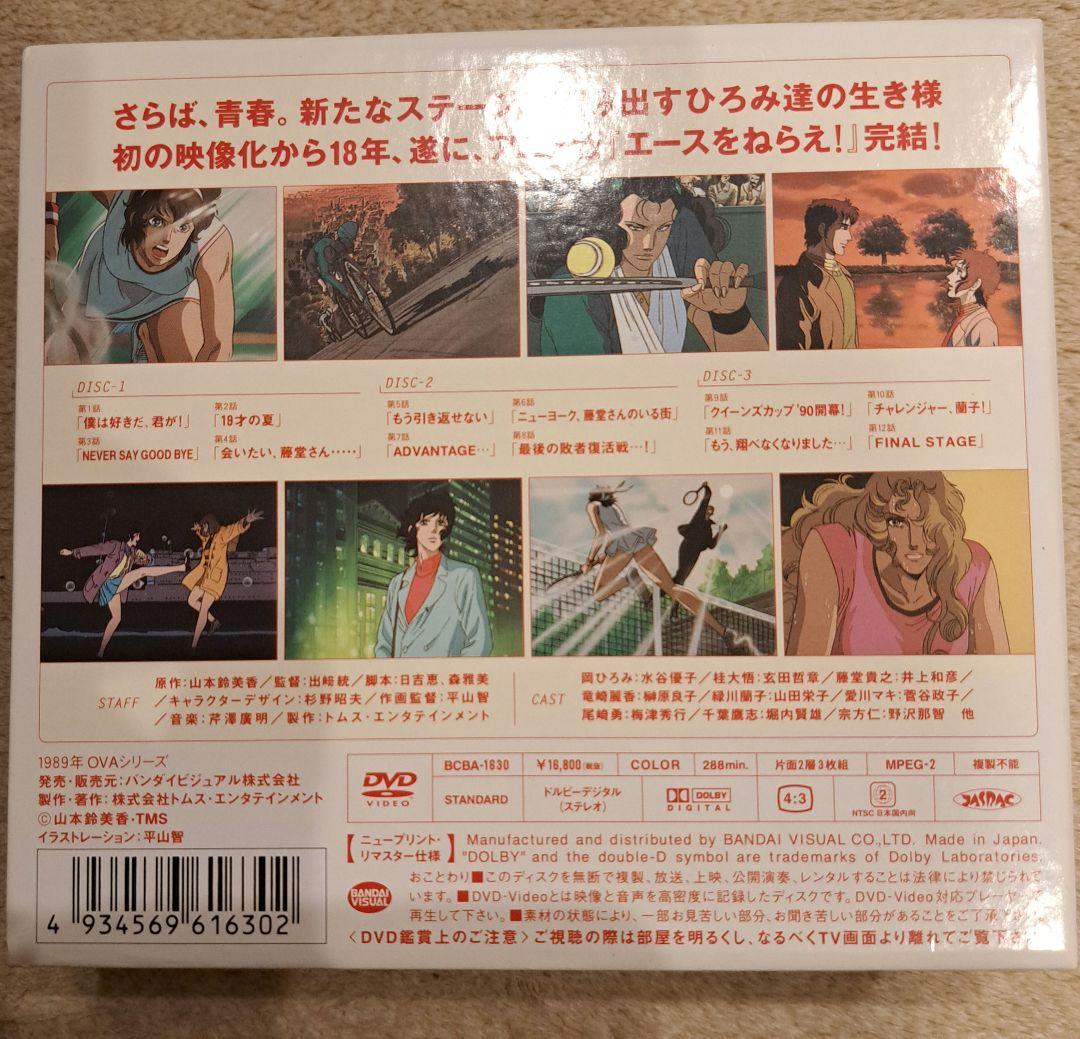 さらば、青春。新たなステー 出すひろみ達の生き様
初の映像化から18年、遂に、ア 『エースをねらえ!』完結!
DISC-1
第1話
「僕は好きだ、君が!」
第2話
「19才の夏」
第3話
「NEVER SAY GOOD BYE」
第4話
「会いたい、藤堂さん‥‥‥」
DISC-2
第5話
「もう引き返せない」
第6話
「ニューヨーク、藤堂さんのいる街」
第7話
「ADVANTAGE…」
第8話
「最後の敗者復活戦…!」
DISC-3
第9話
「クイーンズカップ'90開幕!」
第10話
「チャレンジャー、蘭子!」
第11話
「もう、翔べなくなりました…」
第12話
「FINAL STAGE」
STAFF
原作:山本鈴美香/監督:出﨑統/脚本:日吉恵、森雅美
/キャラクターデザイン:杉野昭夫/作画監督:平山智
/音楽:芹澤廣明/製作:トムス・エンタテインメント
CAST
岡ひろみ:水谷優子/桂大悟:玄田哲章/藤堂貴之:井上和彦/
竜崎麗香:榊原良子/緑川蘭子:山田栄子/愛川マキ:菅谷政子/
尾崎勇:梅津秀行/千葉鷹志:堀内賢雄/宗方仁:野沢那智 他
1989年 OVAシリーズ
発売・販売元:バンダイビジュアル株式会社
製作・著作:株式会社トムス・エンタテインメント
©山本鈴美香・TMS
イラストレーション:平山智
DVD VIDEO
BCBA-1630
¥16,800(税抜)
COLOR
288min.
片面2層3枚組
MPEG-2
複製不能
STANDARD
ドルビーデジタル
(ステレオ)
DOLBY
DIGITAL
4:3
2
NTSC 日本国内向
JASRAC
【ニュープリント・リマスター仕様】
Manufactured and distributed by BANDAI VISUAL CO.,LTD. Made in Japan.
"DOLBY" and the double-D symbol are trademarks of Dolby Laboratories.
BANDAI VISUAL
おことわり■このディスクを無断で複製、放送、上映、公開演奏、レンタルすることは法律により禁じられて
います。■DVD-Videoとは映像と音声を高密度に記録したディスクです。DVD-Video対応プレーヤーで
再生して下さい。■素材の状態により、一部お見苦しい部分、お聞き苦しい部分があることをご了承
<DVD鑑賞上のご注意>ご視聴の際は部屋を明るくし、なるべくTV画面より離れてご覧下さ
4 934569 616302